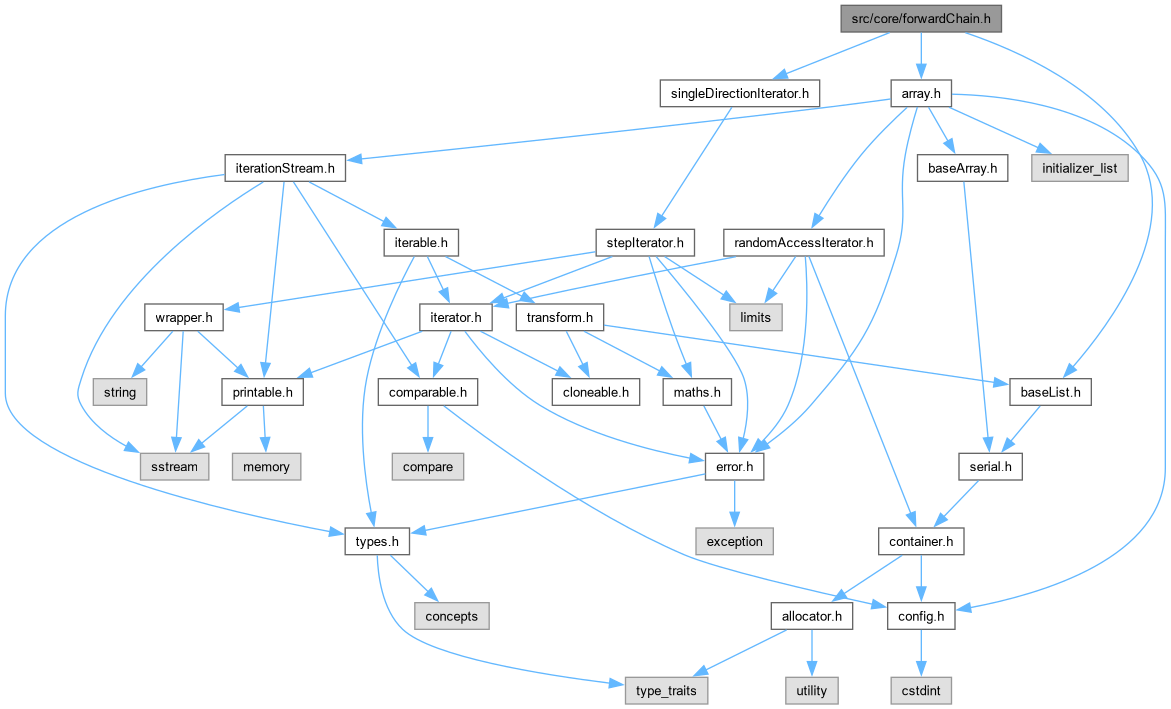 src/core/forwardChain.h
singleDirectionIterator.h
array.h
iterationStream.h
baseArray.h
initializer_list
iterable.h
stepIterator.h
randomAccessIterator.h
wrapper.h
iterator.h
transform.h
limits
string
printable.h
comparable.h
cloneable.h
maths.h
baseList.h
sstream
memory
compare
error.h
serial.h
types.h
exception
container.h
concepts
allocator.h
config.h
type_traits
utility
cstdint